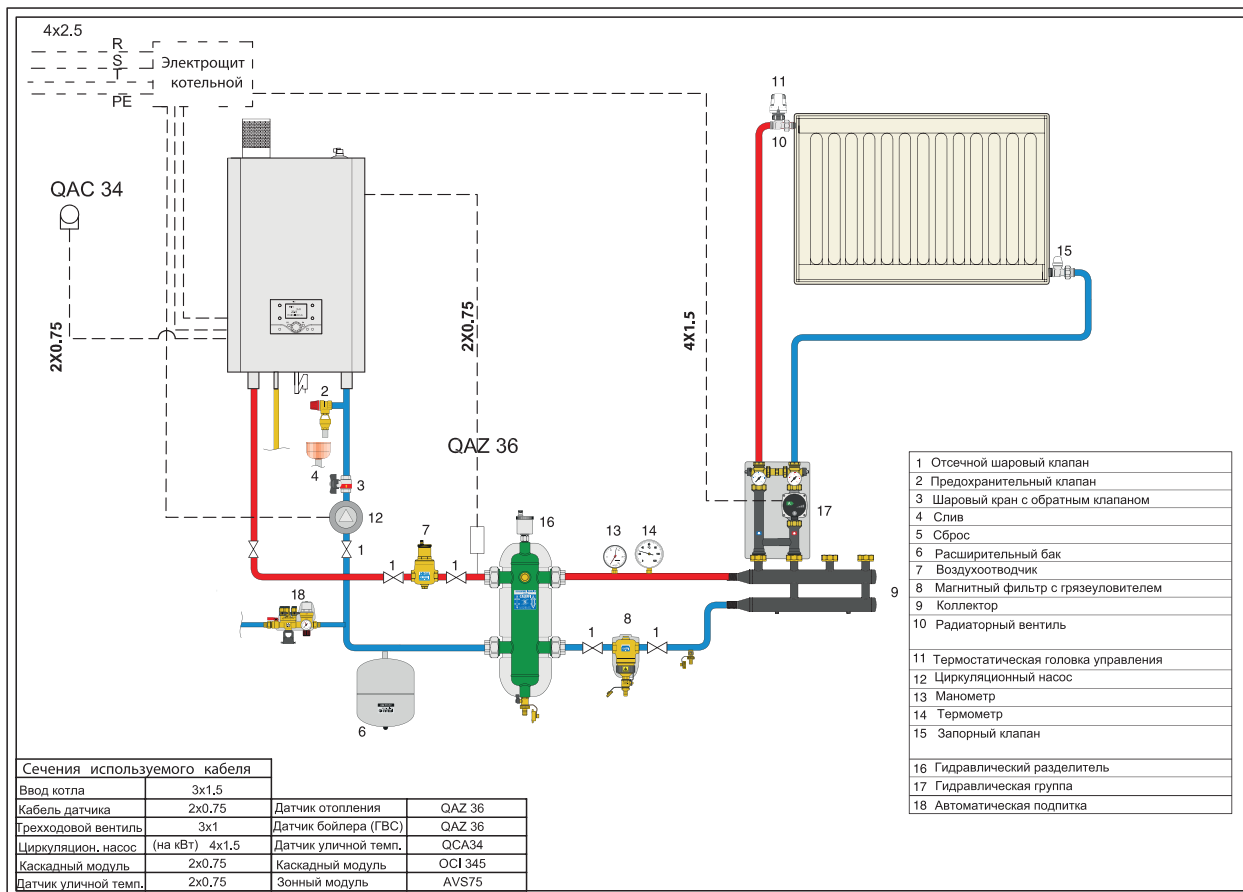 4x2.5
R
S
T
PE
Электрощит
котельной
QAC 34
2X0.75
2X0.75
4X1.5
QAZ 36
11
10
15
2
4
3
12
1
7
1
1
16
13
14
17
9
18
6
1
8
1
1 Отсечной шаровый клапан
2 Предохранительный клапан
3 Шаровый кран с обратным клапаном
4 Слив
5 Сброс
6 Расширительный бак
7 Воздухоотводчик
8 Магнитный фильтр с грязеуловителем
9 Коллектор
10 Радиаторный вентиль
11 Термостатическая головка управления
12 Циркуляционный насос
13 Манометр
14 Термометр
15 Запорный клапан
16 Гидравлический разделитель
17 Гидравлическая группа
18 Автоматическая подпитка
Сечения используемого кабеля
Ввод котла 3x1.5
Кабель датчика 2x0.75 Датчик отопления QAZ 36
Трехходовой вентиль 3x1 Датчик бойлера (ГВС) QAZ 36
Циркуляцион. насос (на кВт) 4x1.5 Датчик уличной темп. QCA34
Каскадный модуль 2x0.75 Каскадный модуль OCI 345
Датчик уличной темп. 2x0.75 Зонный модуль AVS75